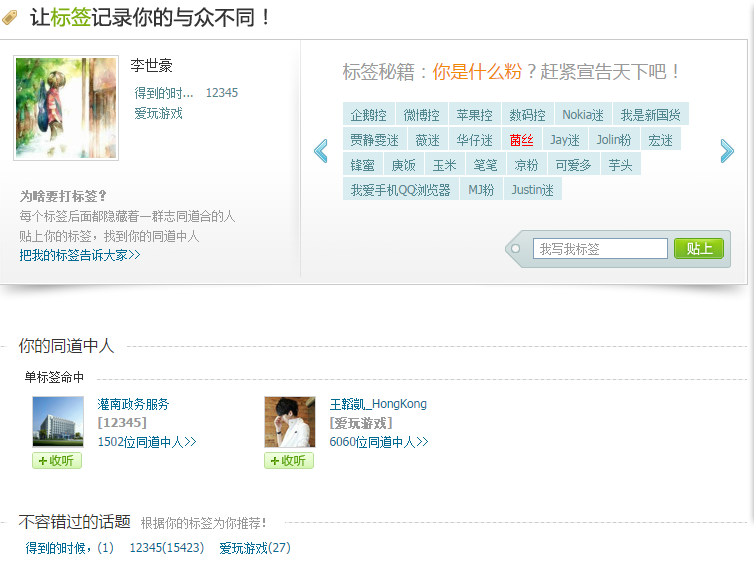 让标签记录你的与众不同！
李世豪
得到的时... 12345
爱玩游戏
为啥要打标签?
每个标签后面都隐藏着一群志同道合的人
贴上你的标签，找到你的同道中人
把我的标签告诉大家>>
标签秘籍：你是什么粉？赶紧宣告天下吧！
企鹅控 微博控 苹果控 数码控 Nokia迷 我是新国货
贾静雯迷 薇迷 华仔迷 菌丝 Jay迷 Jolin粉 宏迷
锋蜜 庚饭 玉米 笔笔 凉粉 可爱多 芋头
我爱手机QQ浏览器 MJ粉 Justin迷
我写我标签 贴上
你的同道中人
单标签命中
灌南政务服务
[12345]
1502位同道中人>>
+收听
王韜凱_HongKong
[爱玩游戏]
6060位同道中人>>
+收听
不容错过的话题 根据你的标签为你推荐!
得到的时候，(1) 12345(15423) 爱玩游戏(27)